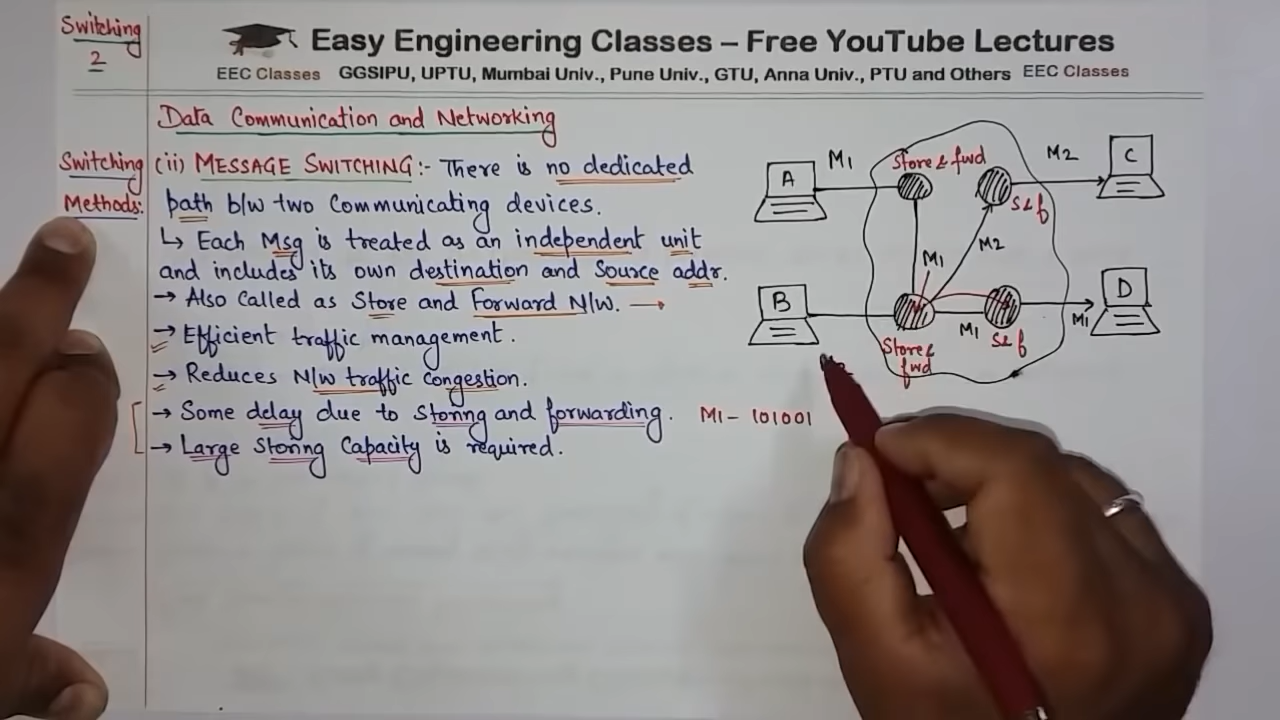 Switching
2
Easy Engineering Classes – Free YouTube Lectures
EEC Classes GGSIPU, UPTU, Mumbai Univ., Pune Univ., GTU, Anna Univ., PTU and Others EEC Classes
Data Communication and Networking
Switching Methods:
(ii) MESSAGE SWITCHING:- There is no dedicated
path b/w two Communicating devices.
↳ Each Msg is treated as an independent unit
and includes its own destination and Source addr.
→ Also Called as Store and Forward N/w. →
→ Efficient traffic management.
→ Reduces N/w traffic Congestion.
→ Some delay due to Storing and forwarding.
→ Large Storing Capacity is required.
M1 - 101001
A
M1
Store & fwd
M2
C
S&f
M2
M1
B
Store &
fwd
M1
S&f
M1
D